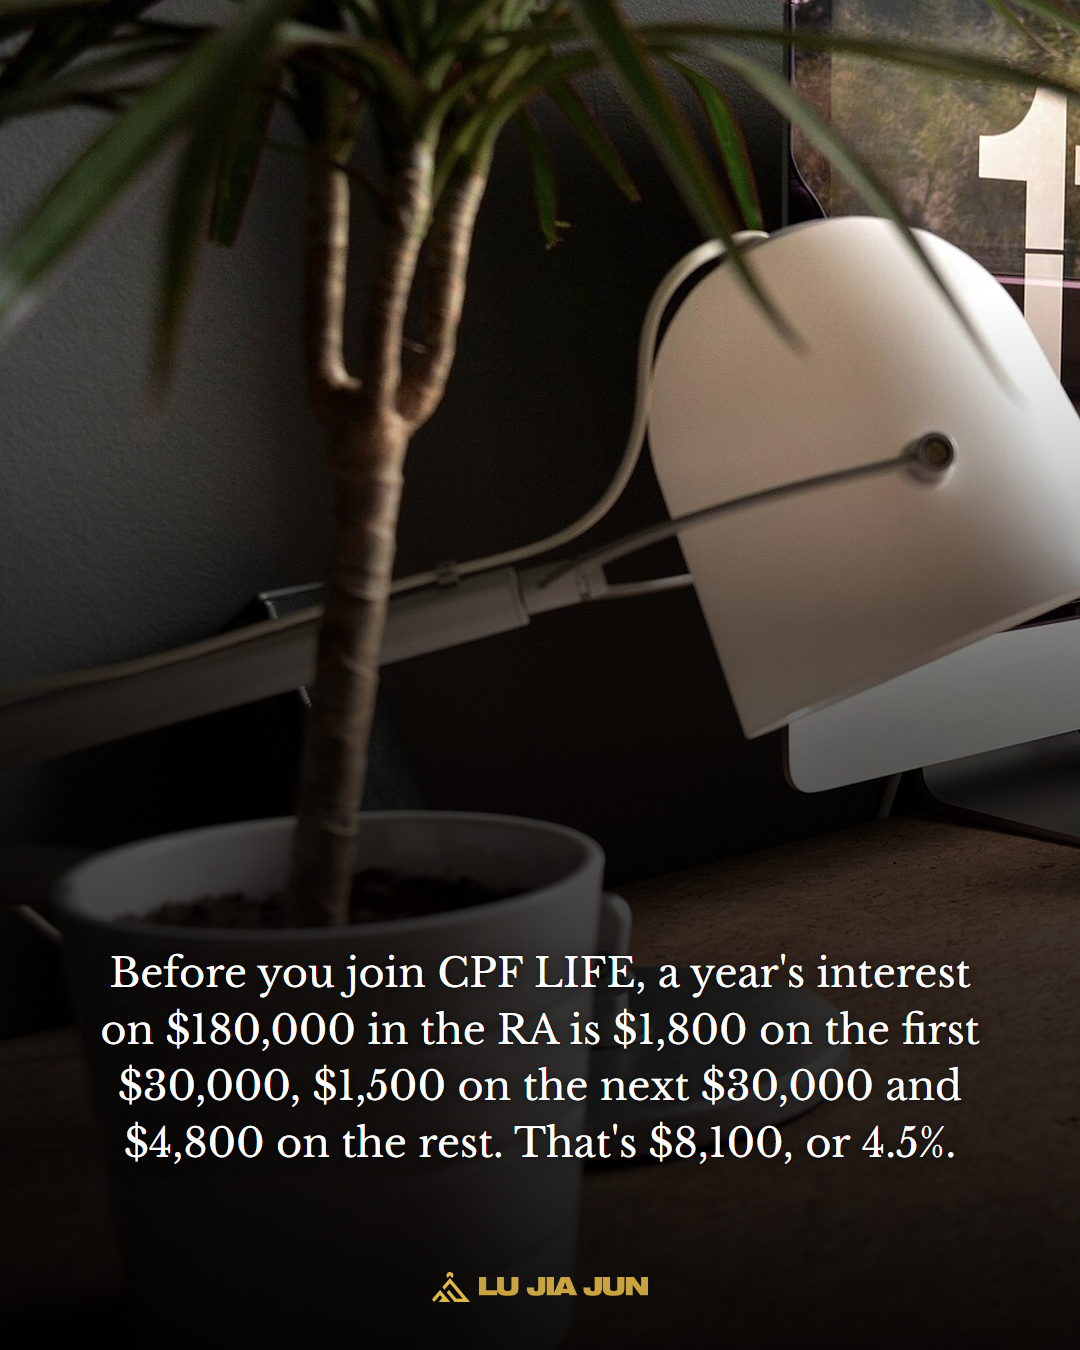 1
Before you join CPF LIFE, a year's interest
on $180,000 in the RA is $1,800 on the first
$30,000, $1,500 on the next $30,000 and
$4,800 on the rest. That's $8,100, or 4.5%.
LU JIA JUN